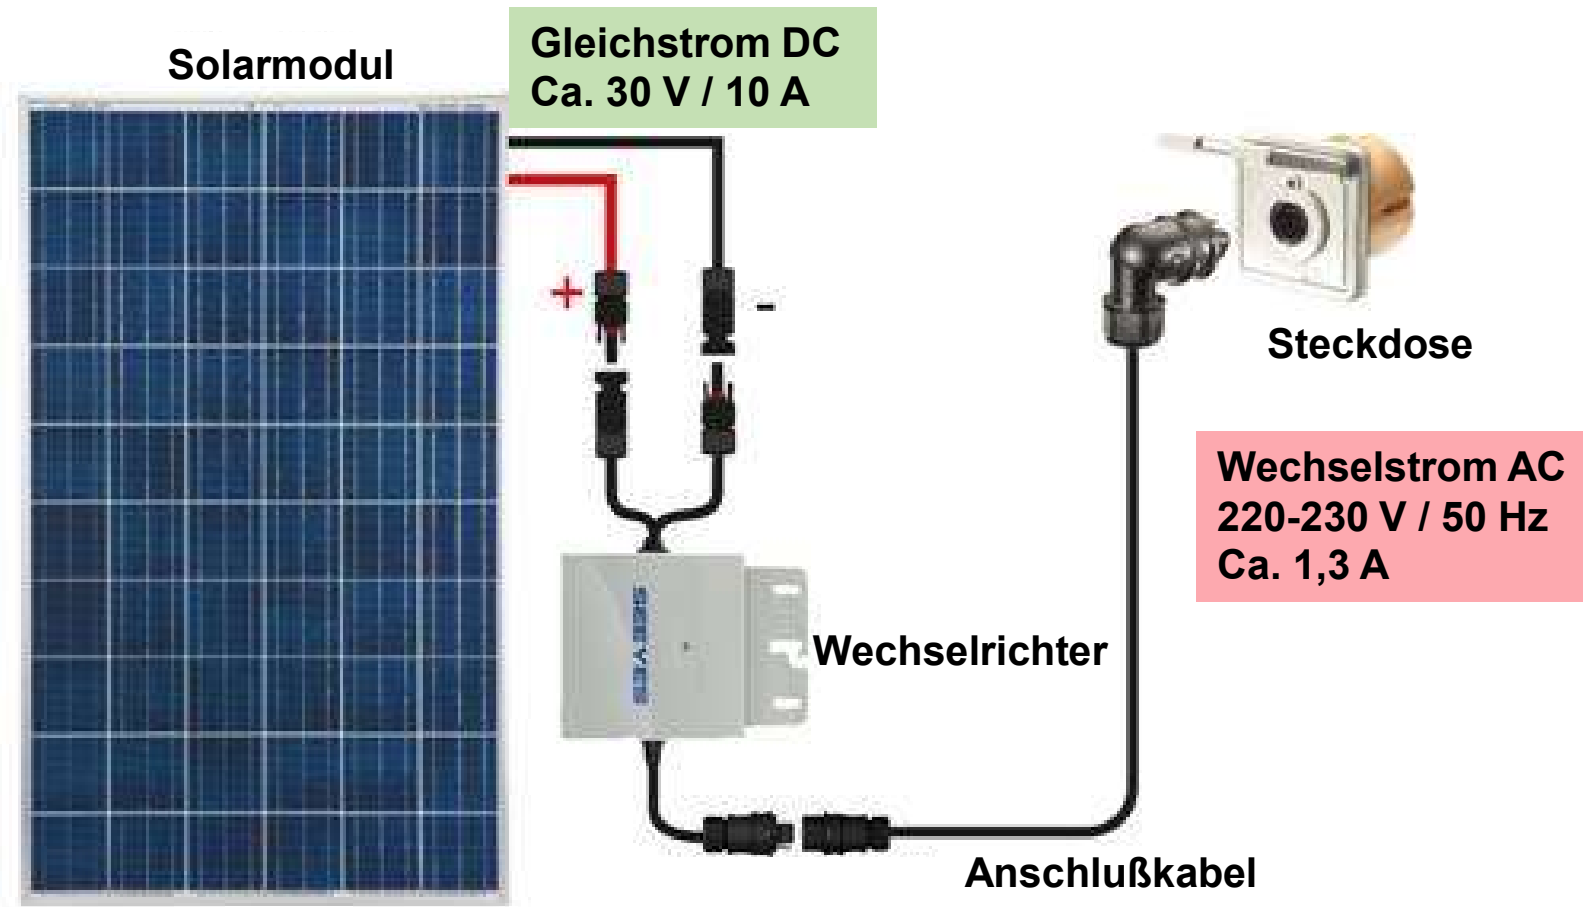 Solarmodul
Gleichstrom DC
Ca. 30 V / 10 A
+
-
Steckdose
Wechselstrom AC
220-230 V / 50 Hz
Ca. 1,3 A
Wechselrichter
Anschlußkabel